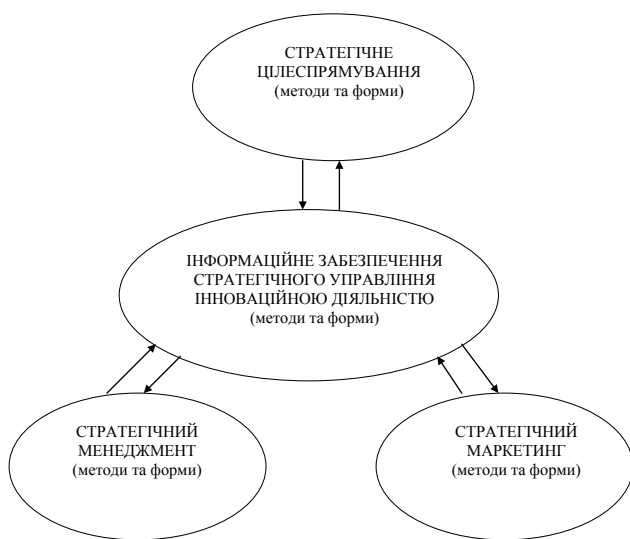 СТРАТЕГІЧНЕ
ЦІЛЕСПРЯМУВАННЯ
(методи та форми)
ІНФОРМАЦІЙНЕ ЗАБЕЗПЕЧЕННЯ
СТРАТЕГІЧНОГО УПРАВЛІННЯ
ІННОВАЦІЙНОЮ ДІЯЛЬНІСТЮ
(методи та форми)
СТРАТЕГІЧНИЙ
МЕНЕДЖМЕНТ
(методи та форми)
СТРАТЕГІЧНИЙ
МАРКЕТИНГ
(методи та форми)